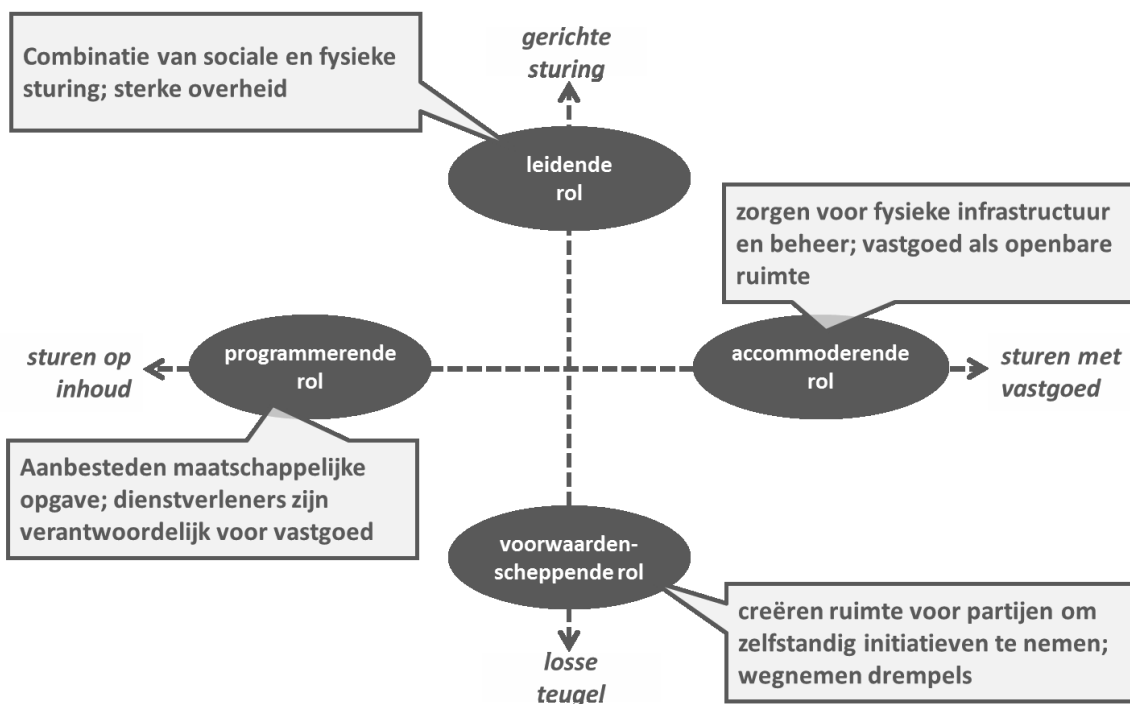 Combinatie van sociale en fysieke
sturing; sterke overheid
gerichte
sturing
leidende
rol
zorgen voor fysieke infrastructuur
en beheer; vastgoed als openbare
ruimte
sturen op
inhoud
programmerende
rol
accommoderende
rol
sturen met
vastgoed
Aanbesteden maatschappelijke
opgave; dienstverleners zijn
verantwoordelijk voor vastgoed
voorwaarden-
scheppende rol
creëren ruimte voor partijen om
zelfstandig initiatieven te nemen;
wegnemen drempels
losse
teugel